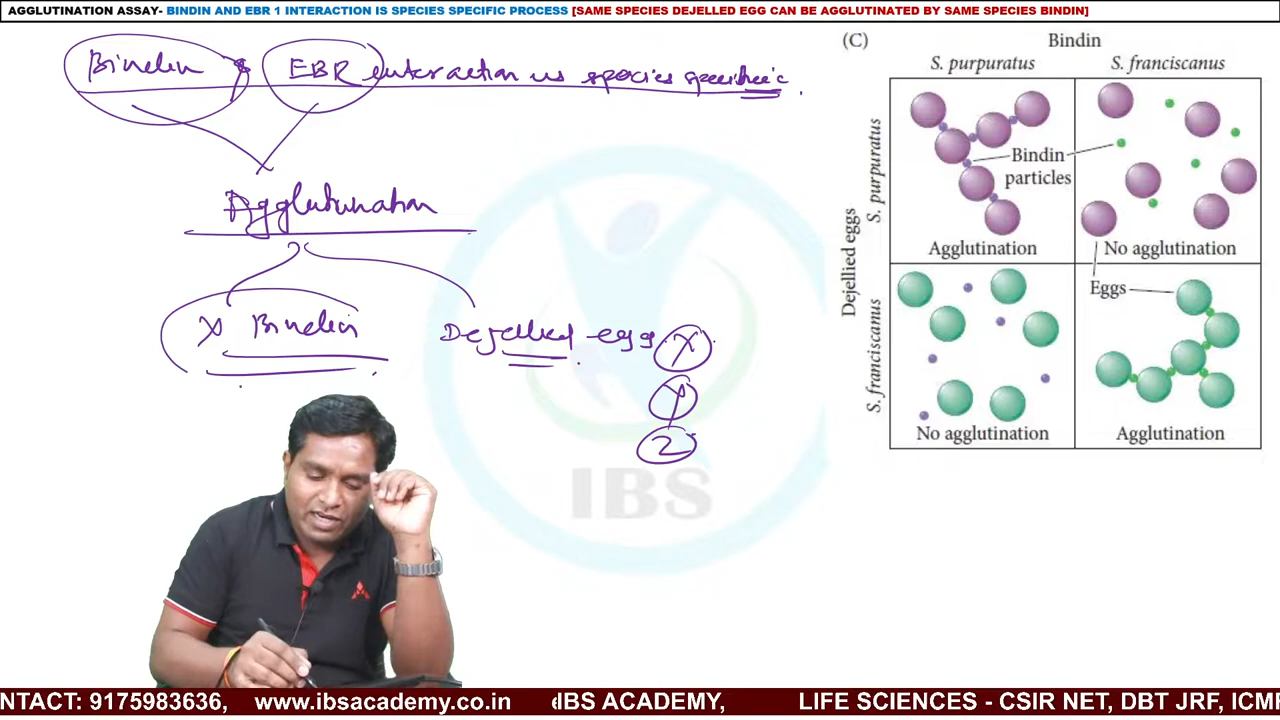 AGGLUTINATION ASSAY- BINDIN AND EBR 1 INTERACTION IS SPECIES SPECIFIC PROCESS [SAME SPECIES DEJELLED EGG CAN BE AGGLUTINATED BY SAME SPECIES BINDIN]
Bindin & EBR interaction is species specific.
Agglutination
X Bindin
Dejelled eggs X
Y
Z
(C)
Bindin
S. purpuratus S. franciscanus
Dejellied eggs
S. purpuratus
S. franciscanus
Bindin
particles
Agglutination
No agglutination
Eggs
No agglutination
Agglutination
IBS
NTACT: 9175983636, www.ibsacademy.co.in IBS ACADEMY, LIFE SCIENCES - CSIR NET, DBT JRF, ICM